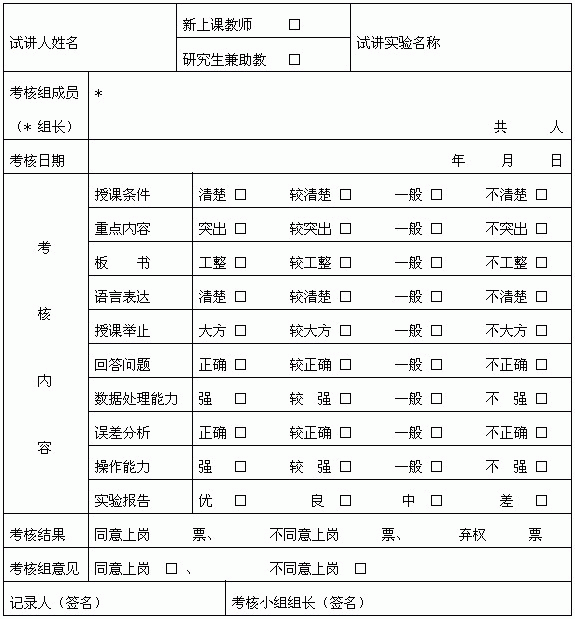 试讲人姓名 新上课教师 □ 试讲实验名称
研究生兼助教 □
考核组成员 *
（* 组长） 共 人
考核日期 年 月 日
考核内容
授课条件 清楚 □ 较清楚 □ 一般 □ 不清楚 □
重点内容 突出 □ 较突出 □ 一般 □ 不突出 □
板 书 工整 □ 较工整 □ 一般 □ 不工整 □
语言表达 清楚 □ 较清楚 □ 一般 □ 不清楚 □
授课举止 大方 □ 较大方 □ 一般 □ 不大方 □
回答问题 正确 □ 较正确 □ 一般 □ 不正确 □
数据处理能力 强 □ 较 强 □ 一般 □ 不 强 □
误差分析 正确 □ 较正确 □ 一般 □ 不正确 □
操作能力 强 □ 较 强 □ 一般 □ 不 强 □
实验报告 优 □ 良 □ 中 □ 差 □
考核结果 同意上岗 票、 不同意上岗 票、 弃权 票
考核组意见 同意上岗 □ 、 不同意上岗 □
记录人（签名） 考核小组组长（签名）